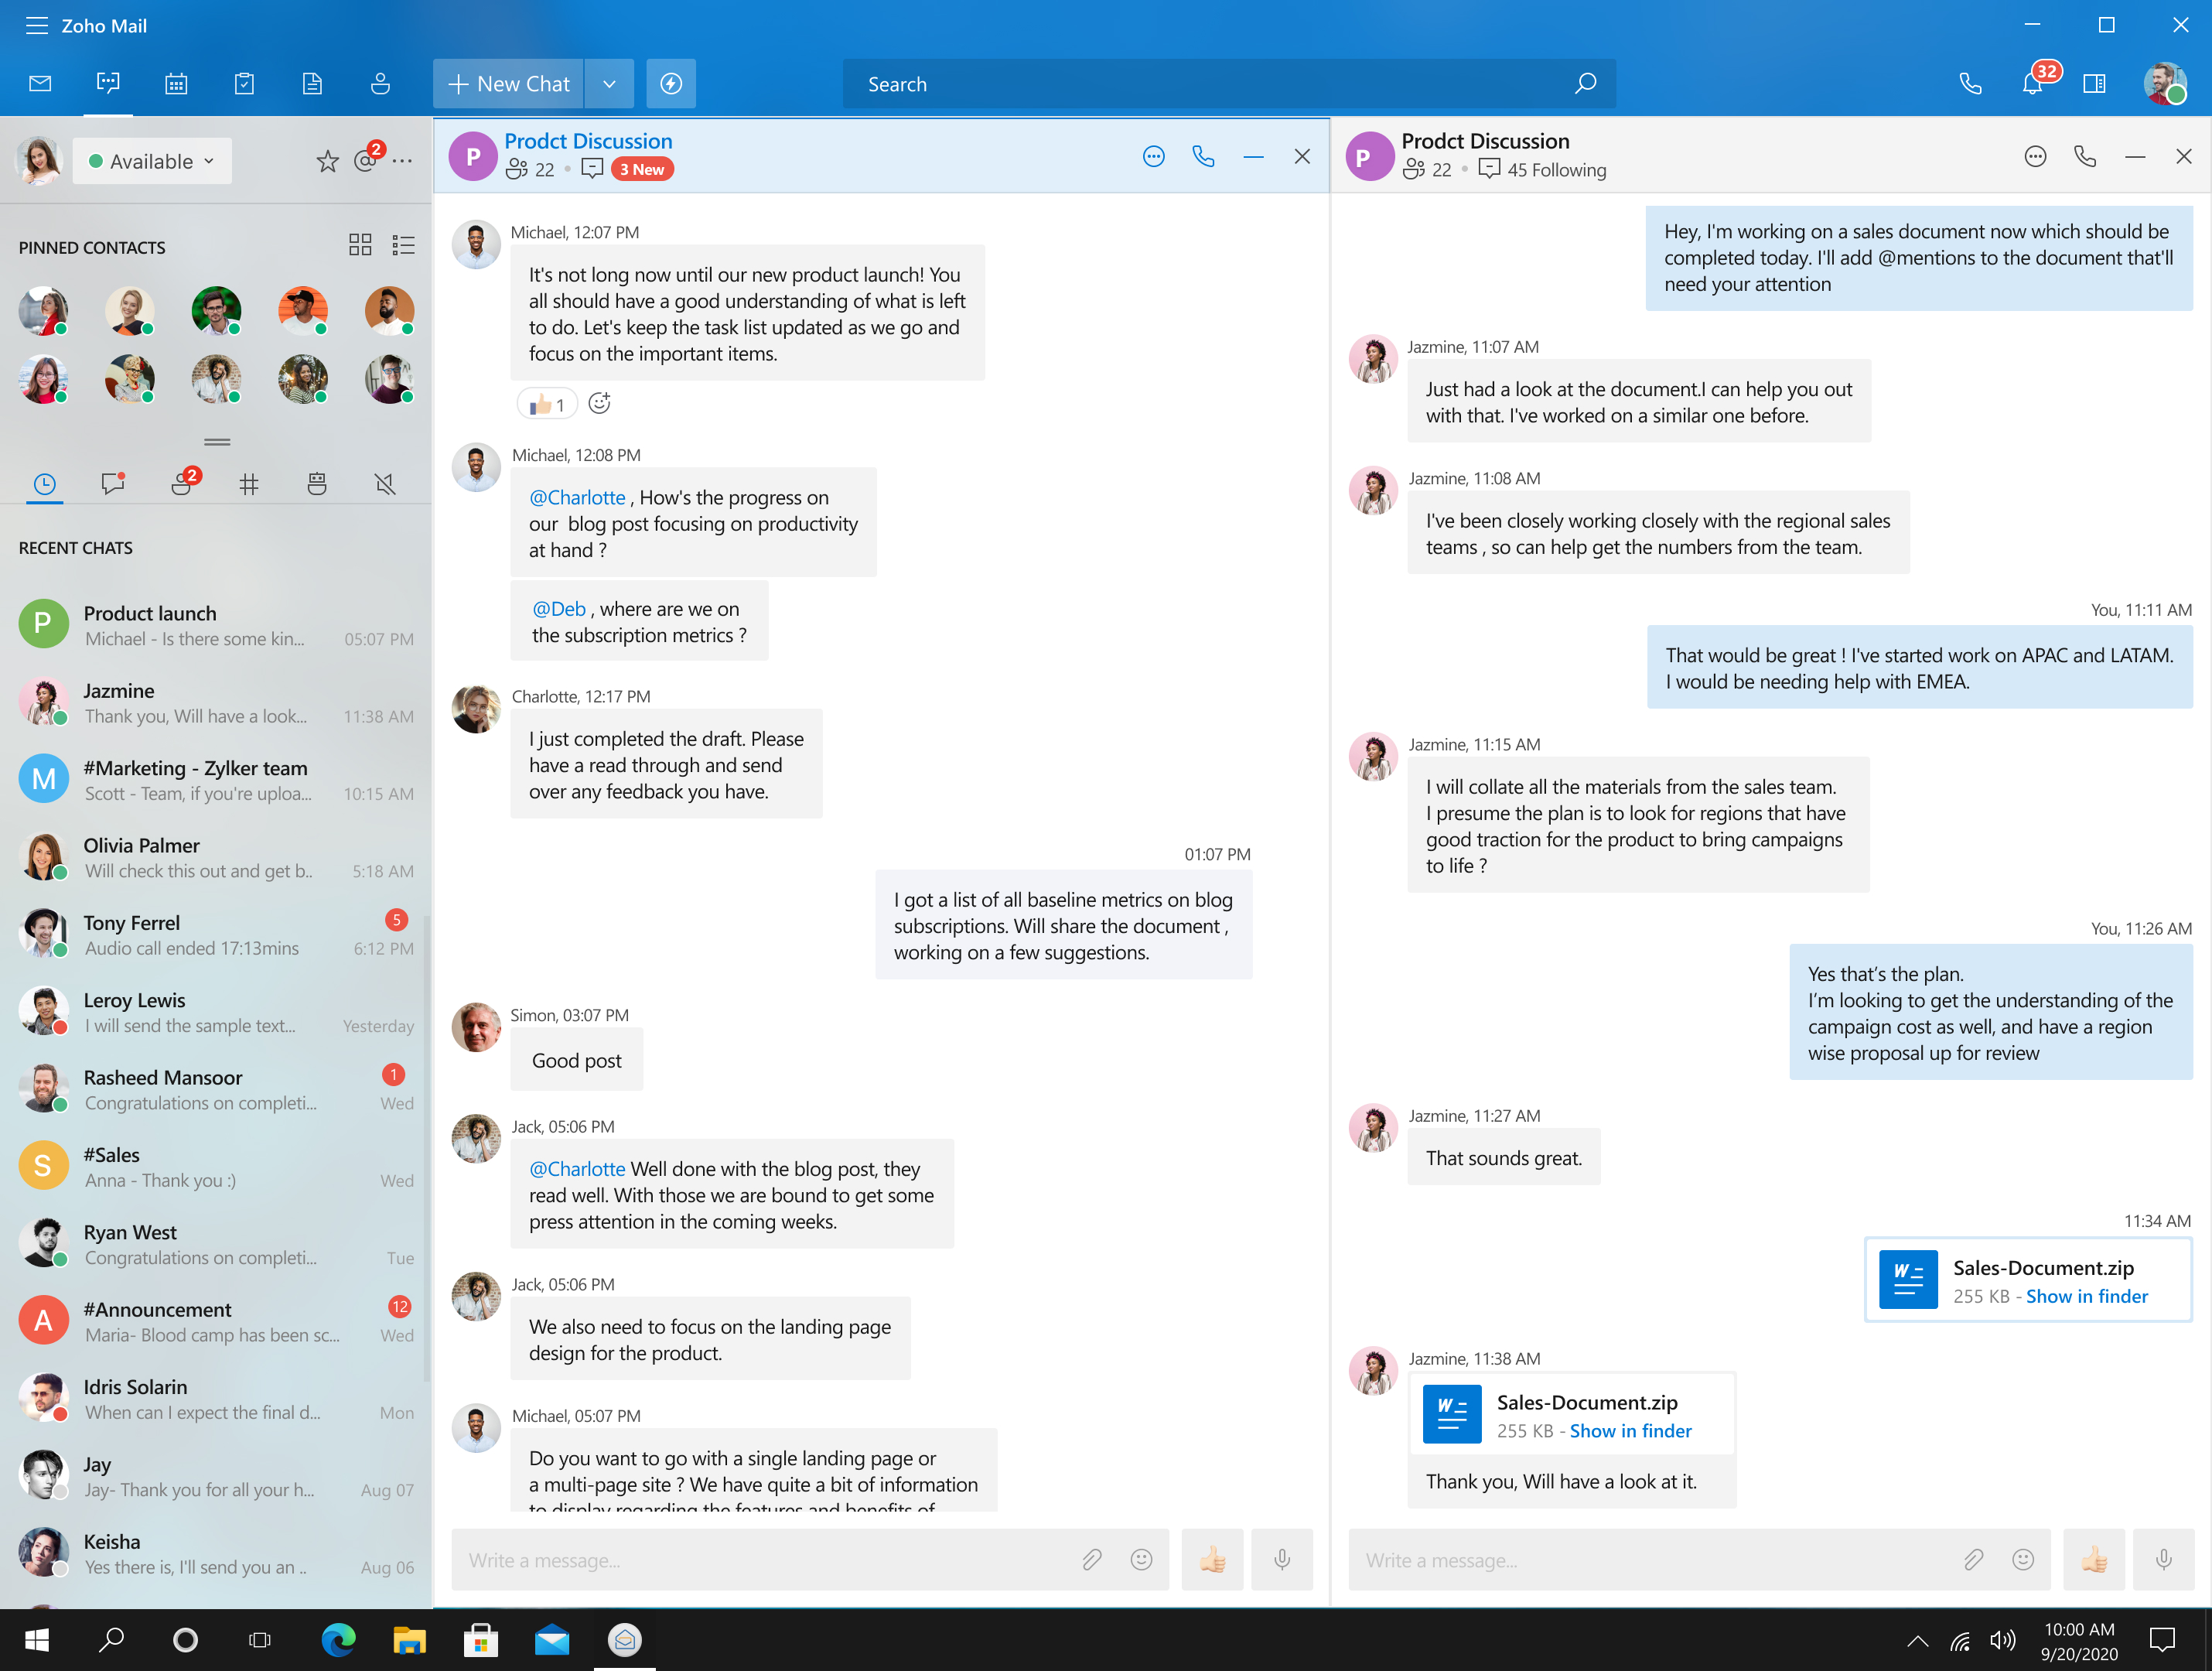 Zoho Mail
New Chat
Search
32
Available
2
PINNED CONTACTS
2
RECENT CHATS
P
Product launch
Michael - Is there some kin...
05:07 PM
Jazmine
Thank you, Will have a look...
11:38 AM
M
#Marketing - Zylker team
Scott - Team, if you're uploa...
10:15 AM
Olivia Palmer
Will check this out and get b..
5:18 AM
Tony Ferrel
5
Audio call ended 17:13mins
6:12 PM
Leroy Lewis
I will send the sample text...
Yesterday
Rasheed Mansoor
1
Congratulations on completi...
Wed
S
#Sales
Anna - Thank you :)
Wed
Ryan West
Congratulations on completi...
Tue
A
#Announcement
12
Maria- Blood camp has been sc...
Wed
Idris Solarin
When can I expect the final d...
Mon
Jay
Jay- Thank you for all your h...
Aug 07
Keisha
Yes there is, I'll send you an ..
Aug 06
P
Prodct Discussion
22
3 New
Michael, 12:07 PM
It's not long now until our new product launch! You
all should have a good understanding of what is left
to do. Let's keep the task list updated as we go and
focus on the important items.
1
Michael, 12:08 PM
@Charlotte , How's the progress on
our blog post focusing on productivity
at hand ?
@Deb , where are we on
the subscription metrics ?
Charlotte, 12:17 PM
I just completed the draft. Please
have a read through and send
over any feedback you have.
01:07 PM
I got a list of all baseline metrics on blog
subscriptions. Will share the document ,
working on a few suggestions.
Simon, 03:07 PM
Good post
Jack, 05:06 PM
@Charlotte Well done with the blog post, they
read well. With those we are bound to get some
press attention in the coming weeks.
Jack, 05:06 PM
We also need to focus on the landing page
design for the product.
Michael, 05:07 PM
Do you want to go with a single landing page or
a multi-page site ? We have quite a bit of information
to display regarding the features and benefits of
Write a message...
P
Prodct Discussion
22
45 Following
Hey, I'm working on a sales document now which should be
completed today. I'll add @mentions to the document that'll
need your attention
Jazmine, 11:07 AM
Just had a look at the document.I can help you out
with that. I've worked on a similar one before.
Jazmine, 11:08 AM
I've been closely working closely with the regional sales
teams , so can help get the numbers from the team.
You, 11:11 AM
That would be great ! I've started work on APAC and LATAM.
I would be needing help with EMEA.
Jazmine, 11:15 AM
I will collate all the materials from the sales team.
I presume the plan is to look for regions that have
good traction for the product to bring campaigns
to life ?
You, 11:26 AM
Yes that’s the plan.
I’m looking to get the understanding of the
campaign cost as well, and have a region
wise proposal up for review
Jazmine, 11:27 AM
That sounds great.
11:34 AM
W
Sales-Document.zip
255 KB - Show in finder
Jazmine, 11:38 AM
W
Sales-Document.zip
255 KB - Show in finder
Thank you, Will have a look at it.
Write a message...
10:00 AM
9/20/2020